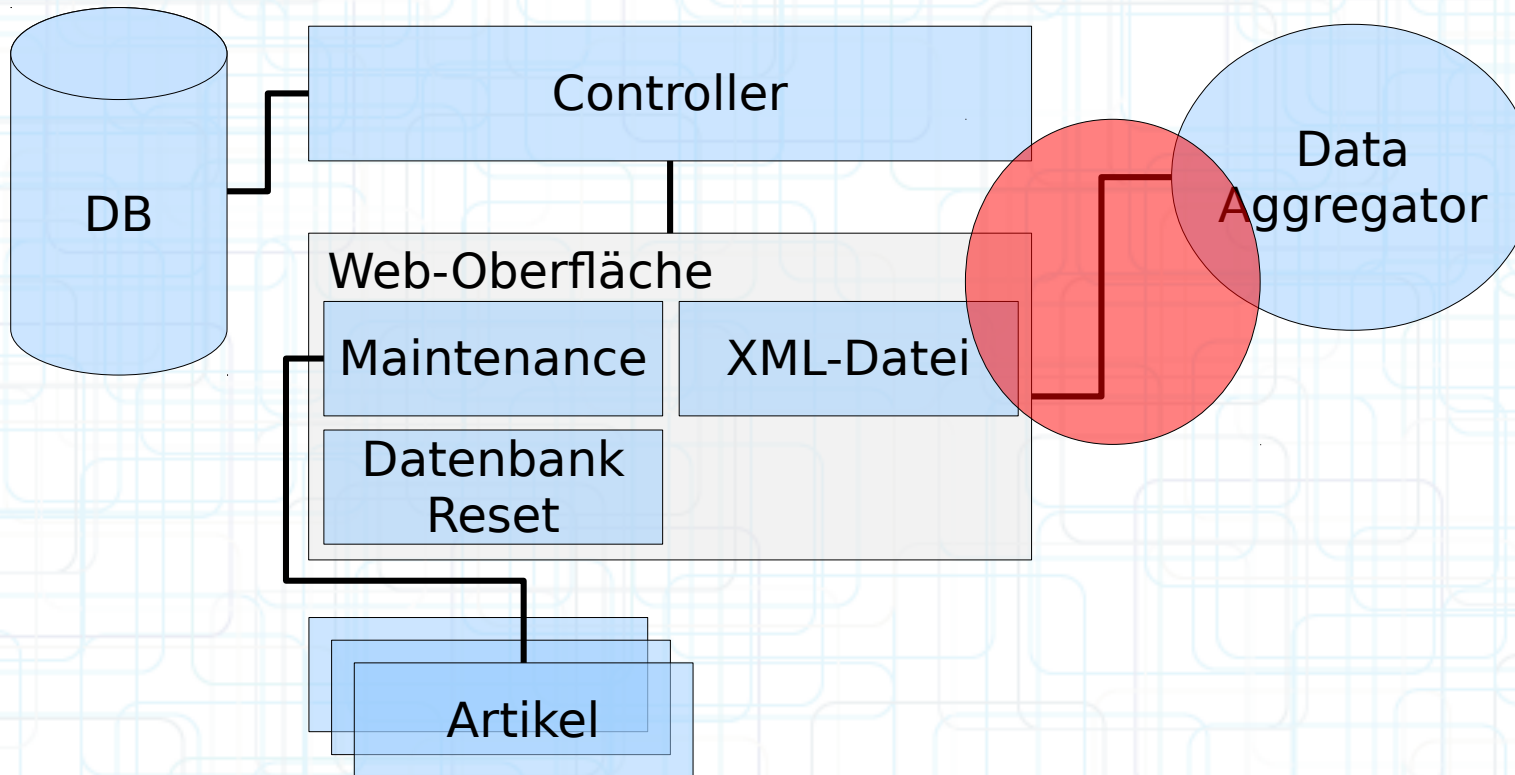 Controller
Data
Aggregator
DB
Web-Oberfläche
Maintenance
XML-Datei
Datenbank
Reset
Artikel